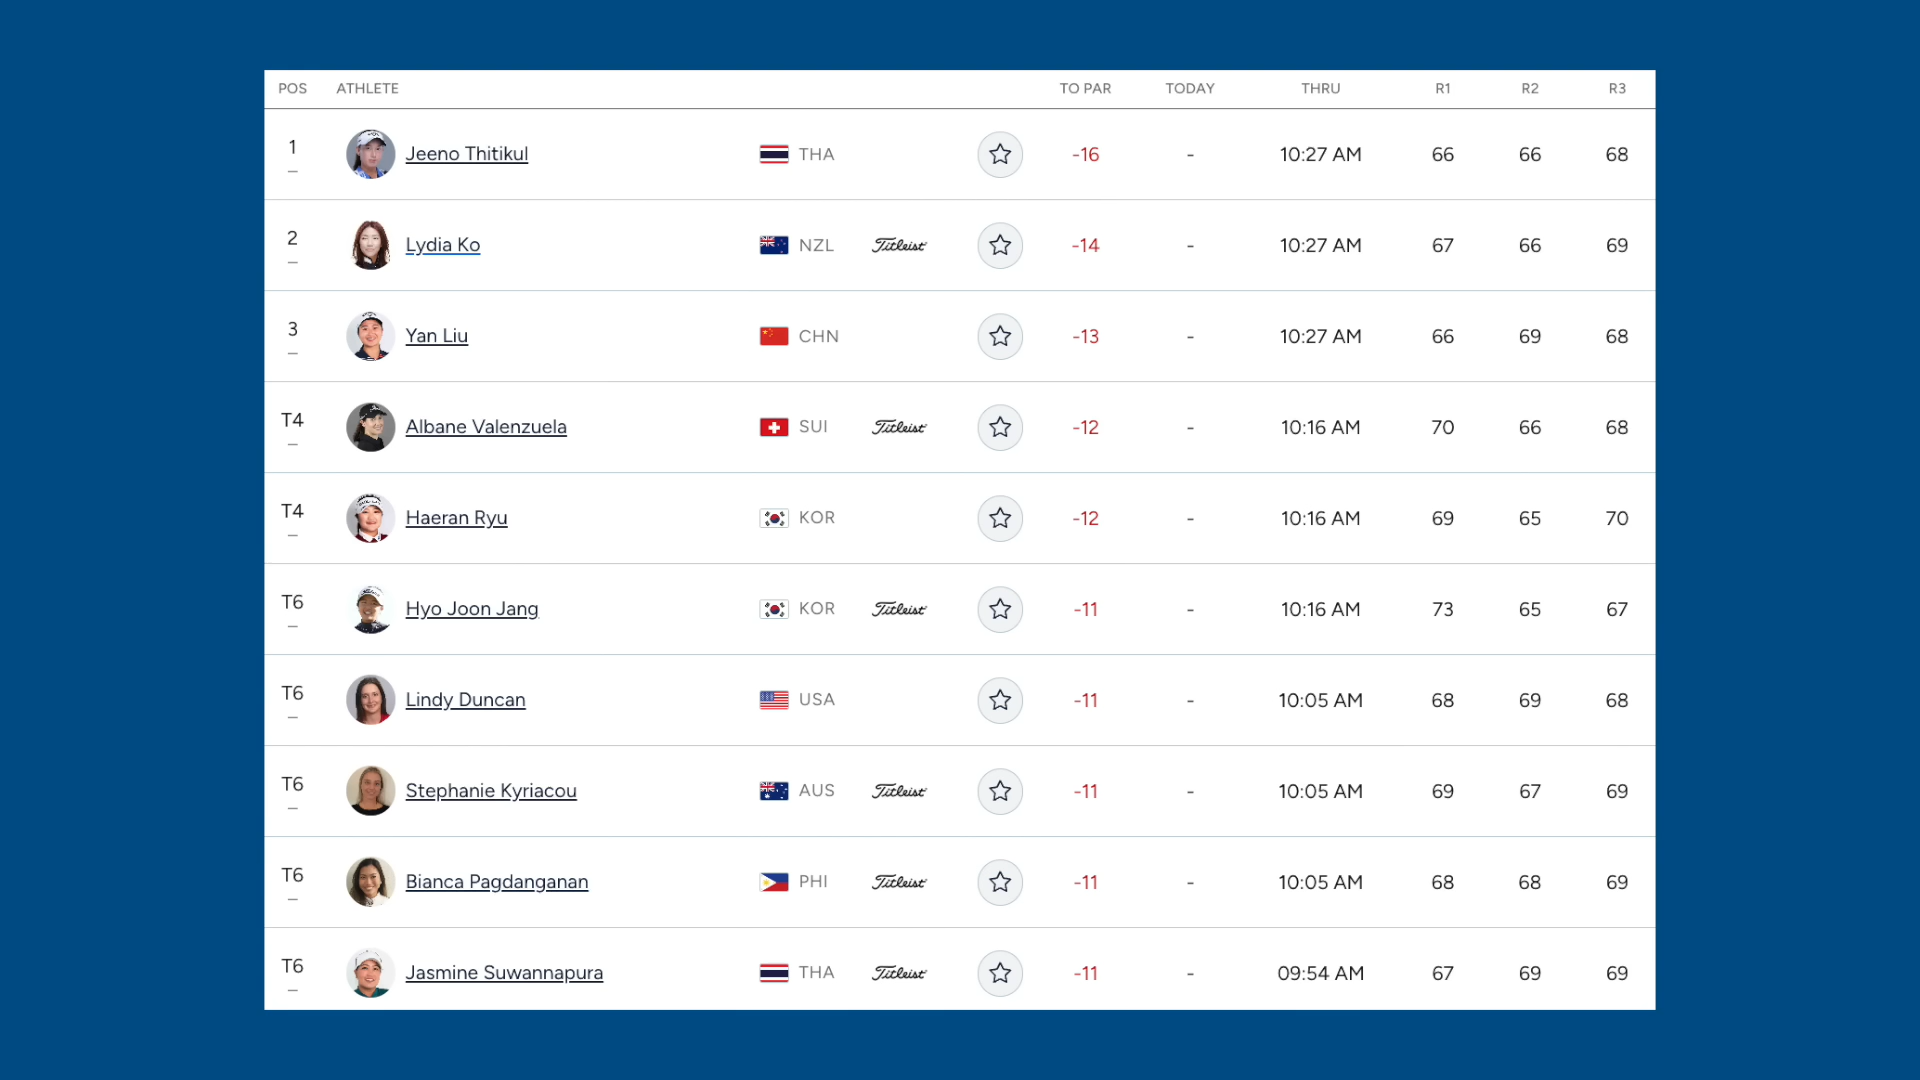 POS ATHLETE TO PAR TODAY THRU R1 R2 R3
1 Jeeno Thitikul THA -16 - 10:27 AM 66 66 68
2 Lydia Ko NZL Titleist -14 - 10:27 AM 67 66 69
3 Yan Liu CHN -13 - 10:27 AM 66 69 68
T4 Albane Valenzuela SUI Titleist -12 - 10:16 AM 70 66 68
T4 Haeran Ryu KOR -12 - 10:16 AM 69 65 70
T6 Hyo Joon Jang KOR Titleist -11 - 10:16 AM 73 65 67
T6 Lindy Duncan USA -11 - 10:05 AM 68 69 68
T6 Stephanie Kyriacou AUS Titleist -11 - 10:05 AM 69 67 69
T6 Bianca Pagdanganan PHI Titleist -11 - 10:05 AM 68 68 69
T6 Jasmine Suwannapura THA Titleist -11 - 09:54 AM 67 69 69